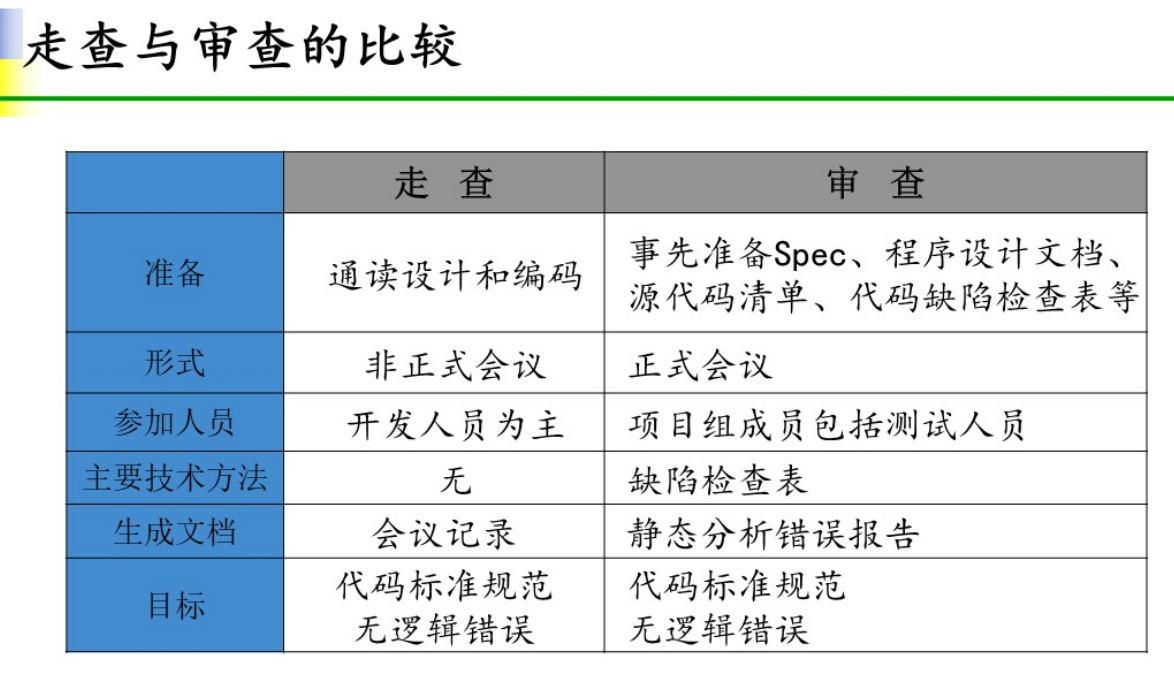 走查与审查的比较
走 查 审 查
准备 通读设计和编码 事先准备Spec、程序设计文档、
源代码清单、代码缺陷检查表等
形式 非正式会议 正式会议
参加人员 开发人员为主 项目组成员包括测试人员
主要技术方法 无 缺陷检查表
生成文档 会议记录 静态分析错误报告
目标 代码标准规范 代码标准规范
无逻辑错误 无逻辑错误